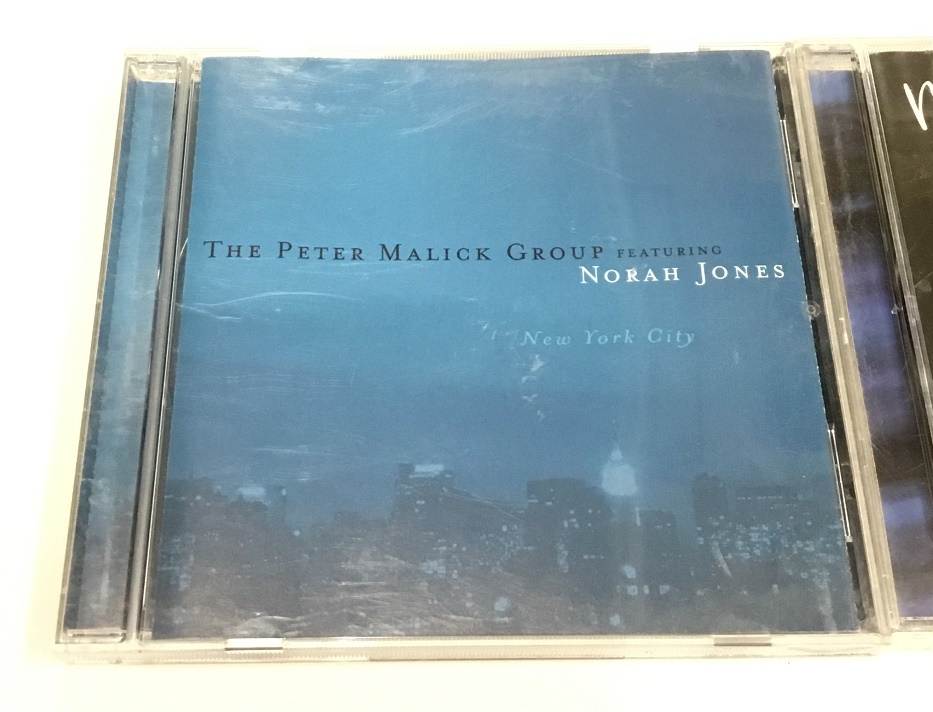 THE PETER MALICK GROUP FEATURING
NORAH JONES
New York City